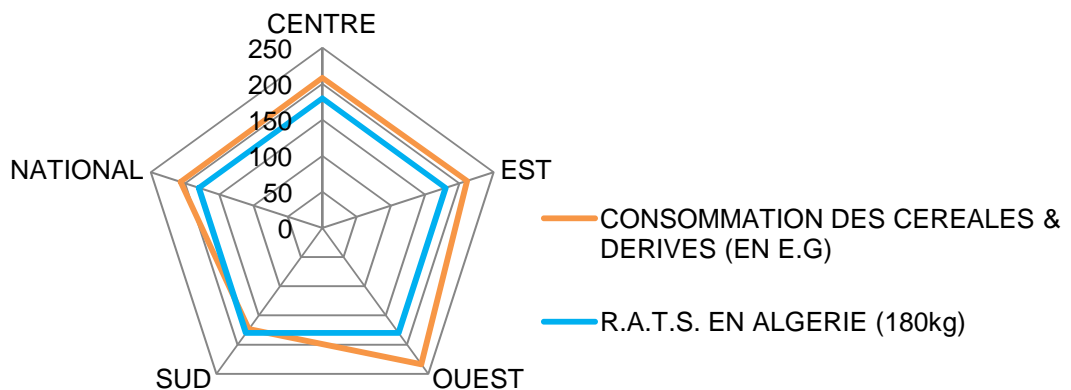 CENTRE
250
200
150
100
50
0
NATIONAL
EST
SUD
OUEST
CONSOMMATION DES CEREALES &
DERIVES (EN E.G)
R.A.T.S. EN ALGERIE (180kg)